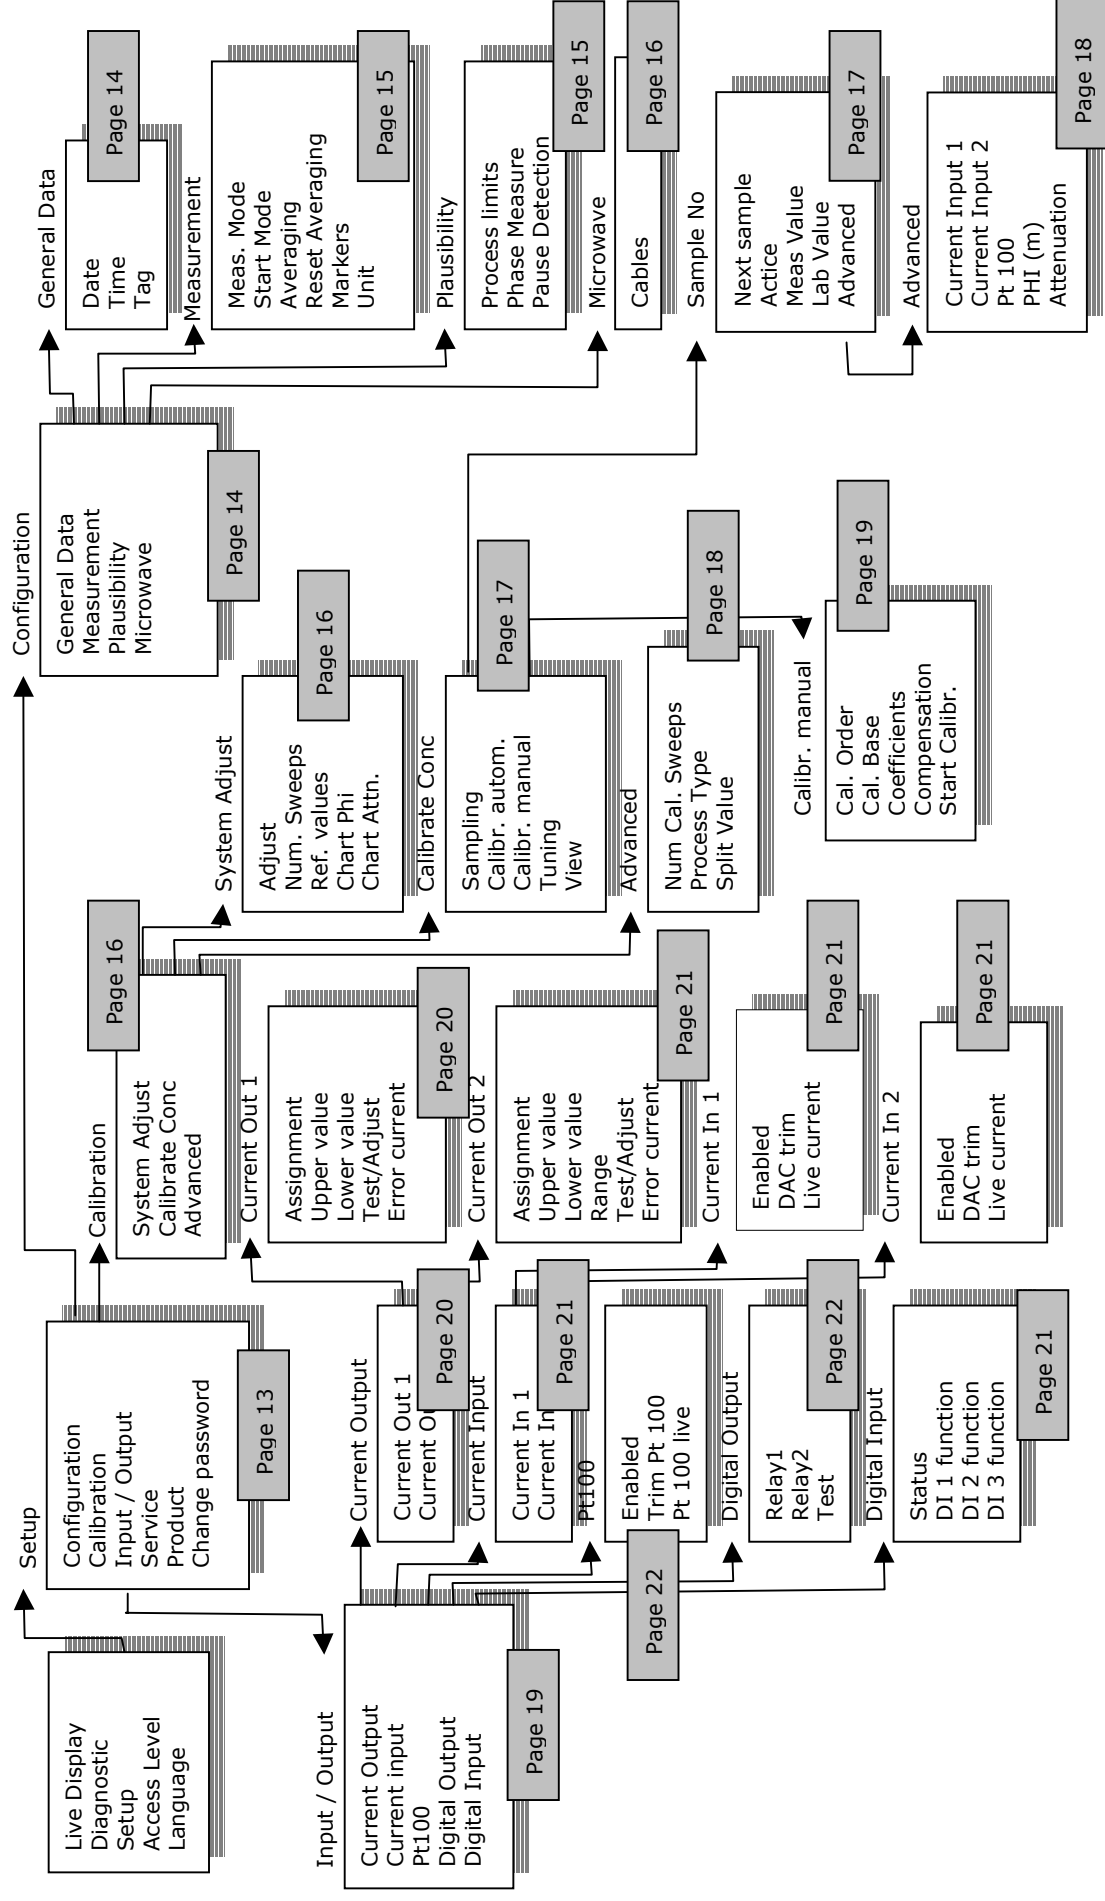 Live Display
Diagnostic
Setup
Access Level
Language
Setup
Configuration
Calibration
Input / Output
Service
Product
Change password
Page 13
Configuration
General Data
Measurement
Plausibility
Microwave
Page 14
General Data
Date
Time
Tag
Page 14
Measurement
Meas. Mode
Start Mode
Averaging
Reset Averaging
Markers
Unit
Page 15
Plausibility
Process limits
Phase Measure
Pause Detection
Page 15
Microwave
Cables
Page 16
Calibration
System Adjust
Calibrate Conc
Advanced
Page 16
System Adjust
Adjust
Num. Sweeps
Ref. values
Chart Phi
Chart Attn.
Page 16
Calibrate Conc
Sampling
Calibr. autom.
Calibr. manual
Tuning
View
Page 17
Sample No
Next sample
Actice
Meas Value
Lab Value
Advanced
Page 17
Advanced
Current Input 1
Current Input 2
Pt 100
PHI (m)
Attenuation
Page 18
Advanced
Num Cal. Sweeps
Process Type
Split Value
Page 18
Calibr. manual
Cal. Order
Cal. Base
Coefficients
Compensation
Start Calibr.
Page 19
Input / Output
Current Output
Current input
Pt100
Digital Output
Digital Input
Page 19
Current Output
Current Out 1
Current Ou
Page 20
Current Out 1
Assignment
Upper value
Lower value
Test/Adjust
Error current
Page 20
Current Out 2
Assignment
Upper value
Lower value
Range
Test/Adjust
Error current
Page 21
Current Input
Current In 1
Current In
Page 21
Current In 1
Enabled
DAC trim
Live current
Page 21
Current In 2
Enabled
DAC trim
Live current
Page 21
Pt100
Enabled
Trim Pt 100
Pt 100 live
Page 22
Digital Output
Relay1
Relay2
Test
Page 22
Digital Input
Status
DI 1 function
DI 2 function
DI 3 function
Page 21